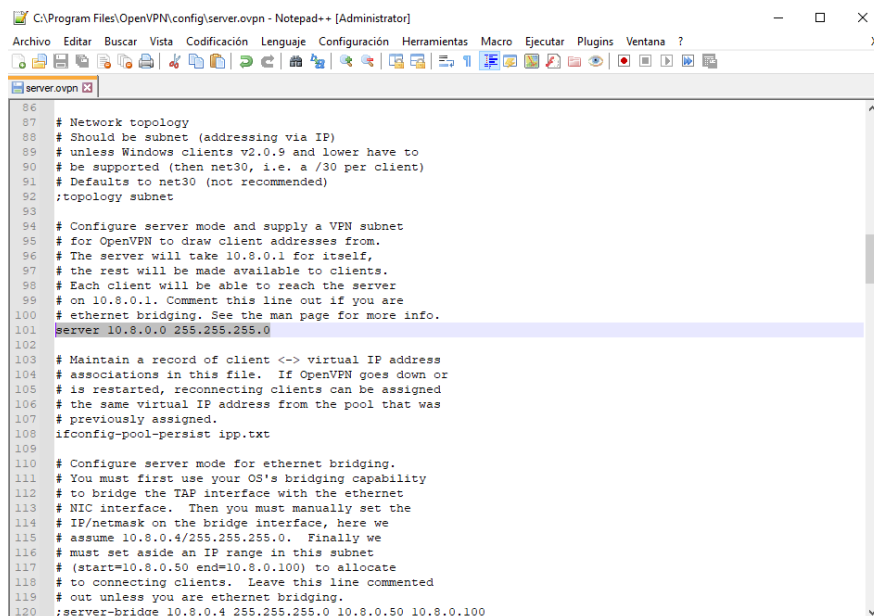 C:\Program Files\OpenVPN\config\server.ovpn - Notepad++ [Administrator]
Archivo Editar Buscar Vista Codificación Lenguaje Configuración Herramientas Macro Ejecutar Plugins Ventana ? X
server.ovpn
86
87 # Network topology
88 # Should be subnet (addressing via IP)
89 # unless Windows clients v2.0.9 and lower have to
90 # be supported (then net30, i.e. a /30 per client)
91 # Defaults to net30 (not recommended)
92 ;topology subnet
93
94 # Configure server mode and supply a VPN subnet
95 # for OpenVPN to draw client addresses from.
96 # The server will take 10.8.0.1 for itself,
97 # the rest will be made available to clients.
98 # Each client will be able to reach the server
99 # on 10.8.0.1. Comment this line out if you are
100 # ethernet bridging. See the man page for more info.
101 server 10.8.0.0 255.255.255.0
102
103 # Maintain a record of client <-> virtual IP address
104 # associations in this file.  If OpenVPN goes down or
105 # is restarted, reconnecting clients can be assigned
106 # the same virtual IP address from the pool that was
107 # previously assigned.
108 ifconfig-pool-persist ipp.txt
109
110 # Configure server mode for ethernet bridging.
111 # You must first use your OS's bridging capability
112 # to bridge the TAP interface with the ethernet
113 # NIC interface.  Then you must manually set the
114 # IP/netmask on the bridge interface, here we
115 # assume 10.8.0.4/255.255.255.0.  Finally we
116 # must set aside an IP range in this subnet
117 # (start=10.8.0.50 end=10.8.0.100) to allocate
118 # to connecting clients.  Leave this line commented
119 # out unless you are ethernet bridging.
120 ;server-bridge 10.8.0.4 255.255.255.0 10.8.0.50 10.8.0.100